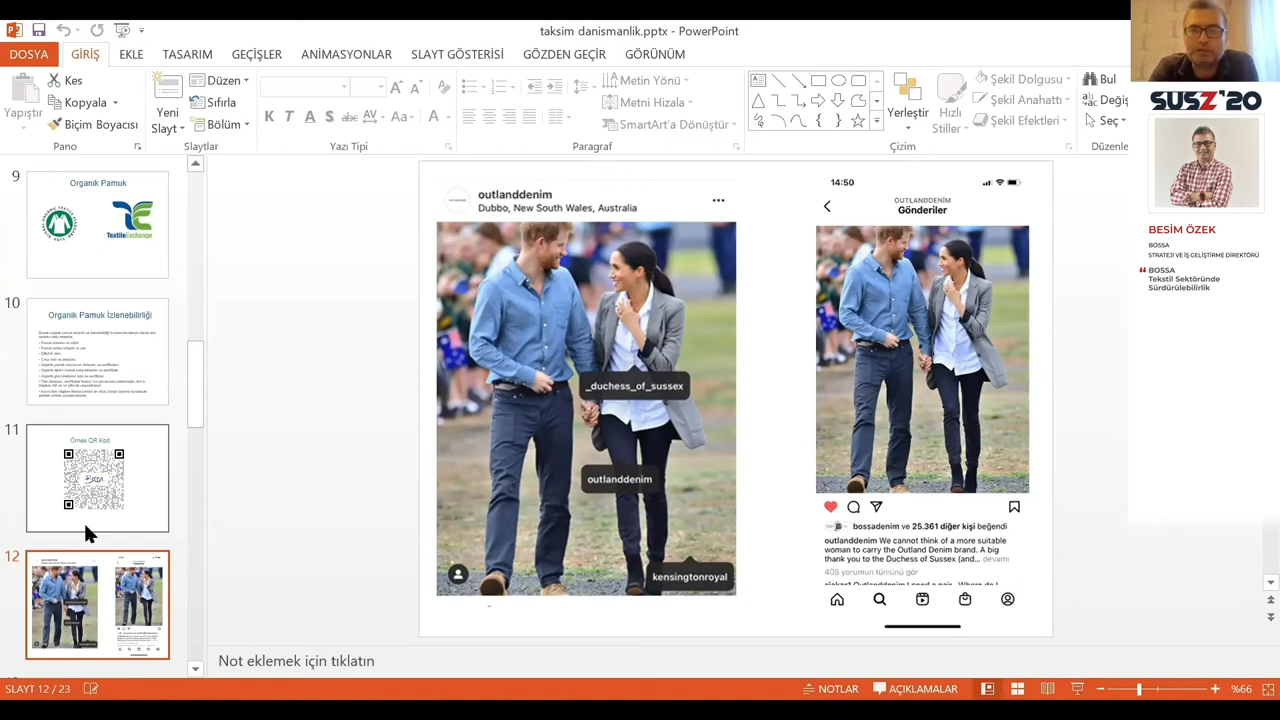 taksim danismanlik.pptx - PowerPoint
DOSYA GİRİŞ EKLE TASARIM GEÇİŞLER ANİMASYONLAR SLAYT GÖSTERİSİ GÖZDEN GEÇİR GÖRÜNÜM
Yapıştır
Kes
Kopyala
Biçim Boyacısı
Pano
Yeni
Slayt
Düzen
Sıfırla
Bölüm
Slaytlar
Yazı Tipi
Metin Yönü
Metni Hizala
SmartArt'a Dönüştür
Paragraf
Yerleştir
Hızlı
Stiller
Şekil Dolgusu
Şekil Anahattı
Şekil Efektleri
Çizim
Bul
Değiş
Seç
Düzenle
SUSZ'20
BESİM ÖZEK
BOSSA
STRATEJİ VE İŞ GELİŞTİRME DİREKTÖRÜ
BOSSA
Tekstil Sektöründe
Sürdürülebilirlik
9
Organik Pamuk
TextileExchange
10
Organik Pamuk İzlenebilirliği
11
Örnek QR Kod
12
outlanddenim
Dubbo, New South Wales, Australia
_duchess_of_sussex
outlanddenim
kensingtonroyal
14:50
OUTLANDDENİM
Gönderiler
bossadenim ve 25.361 diğer kişi beğendi
outlanddenim We cannot think of a more suitable
woman to carry the Outland Denim brand. A big
thank you to the Duchess of Sussex (and... devamı
405 yorumun tümünü gör
Not eklemek için tıklatın
SLAYT 12 / 23
NOTLAR
AÇIKLAMALAR
%66